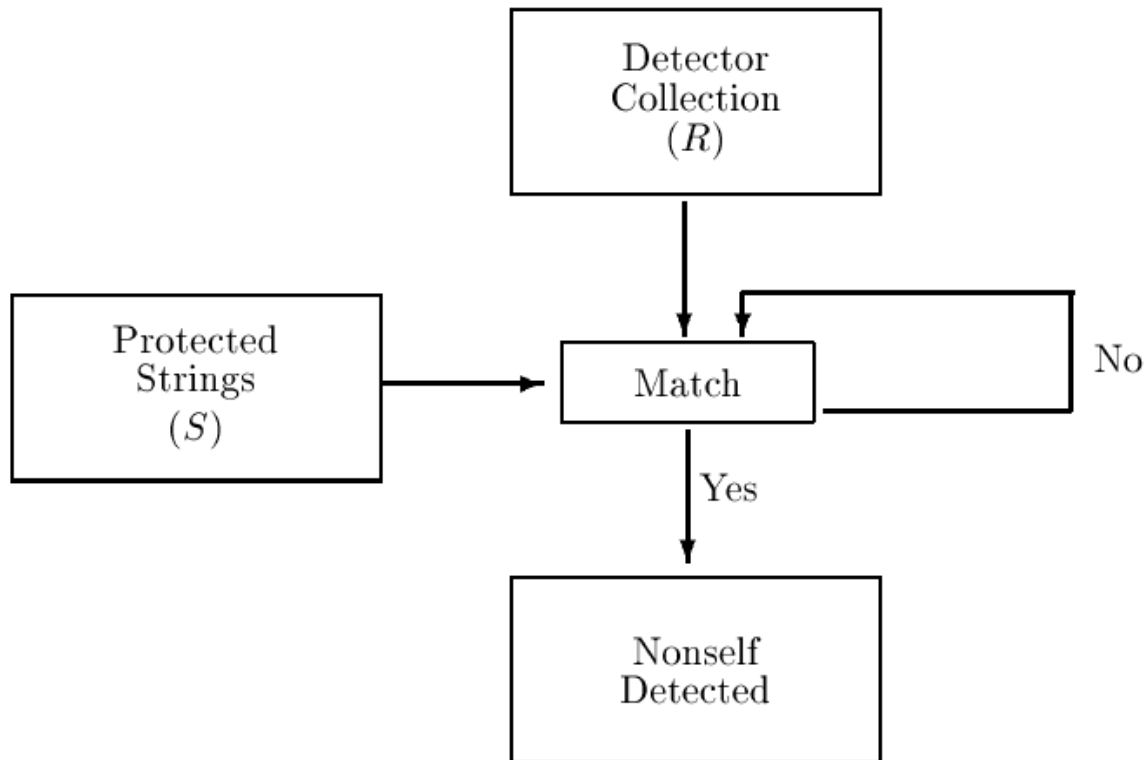 Detector
Collection
(R)
Protected
Strings
(S)
Match
No
Yes
Nonself
Detected